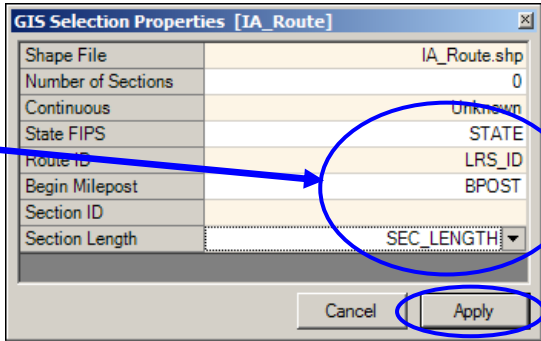 GIS Selection Properties [IA_Route]
Shape File IA_Route.shp
Number of Sections 0
Continuous Unknown
State FIPS STATE
Route ID LRS_ID
Begin Milepost BPOST
Section ID
Section Length SEC_LENGTH
Cancel Apply